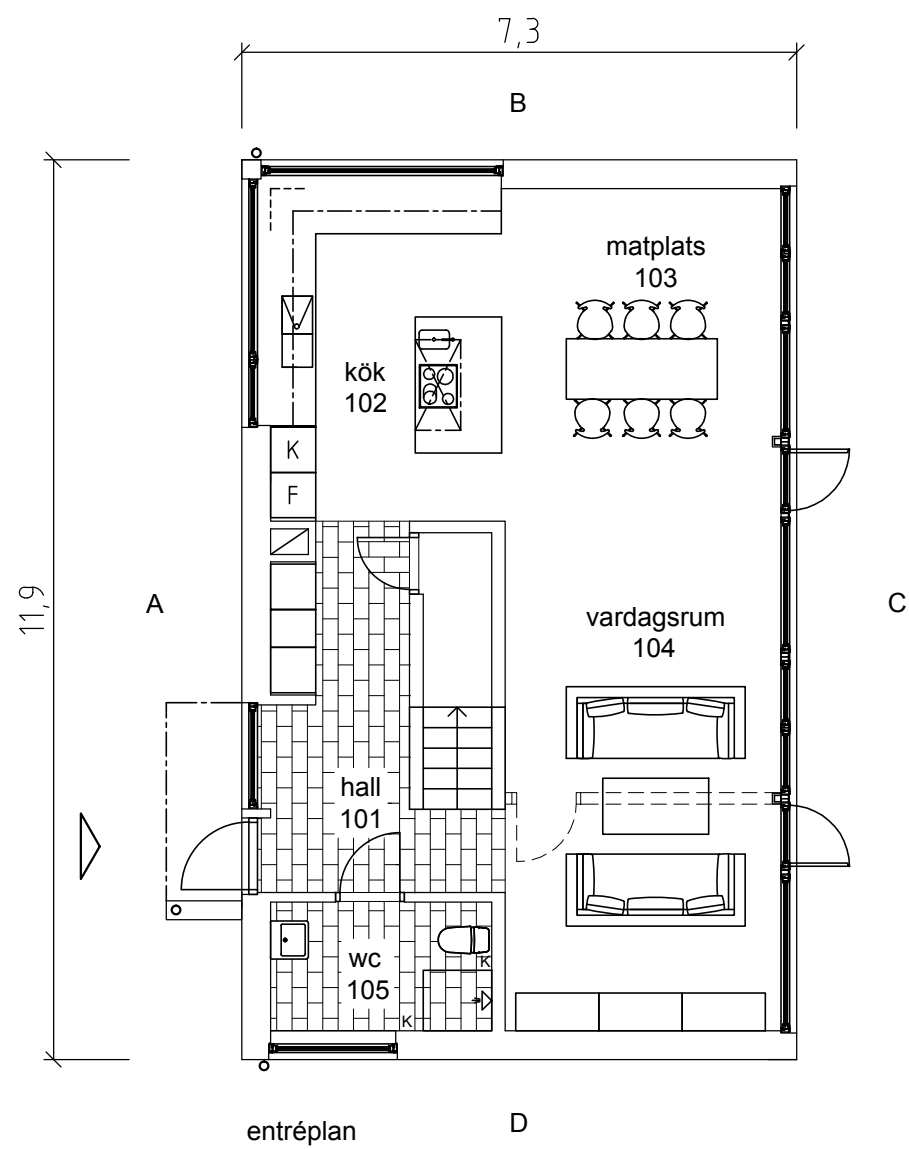 7,3
B
matplats
103
kök
102
K
F
11,9
A
C
vardagsrum
104
hall
101
wc
105
K
K
entréplan
D